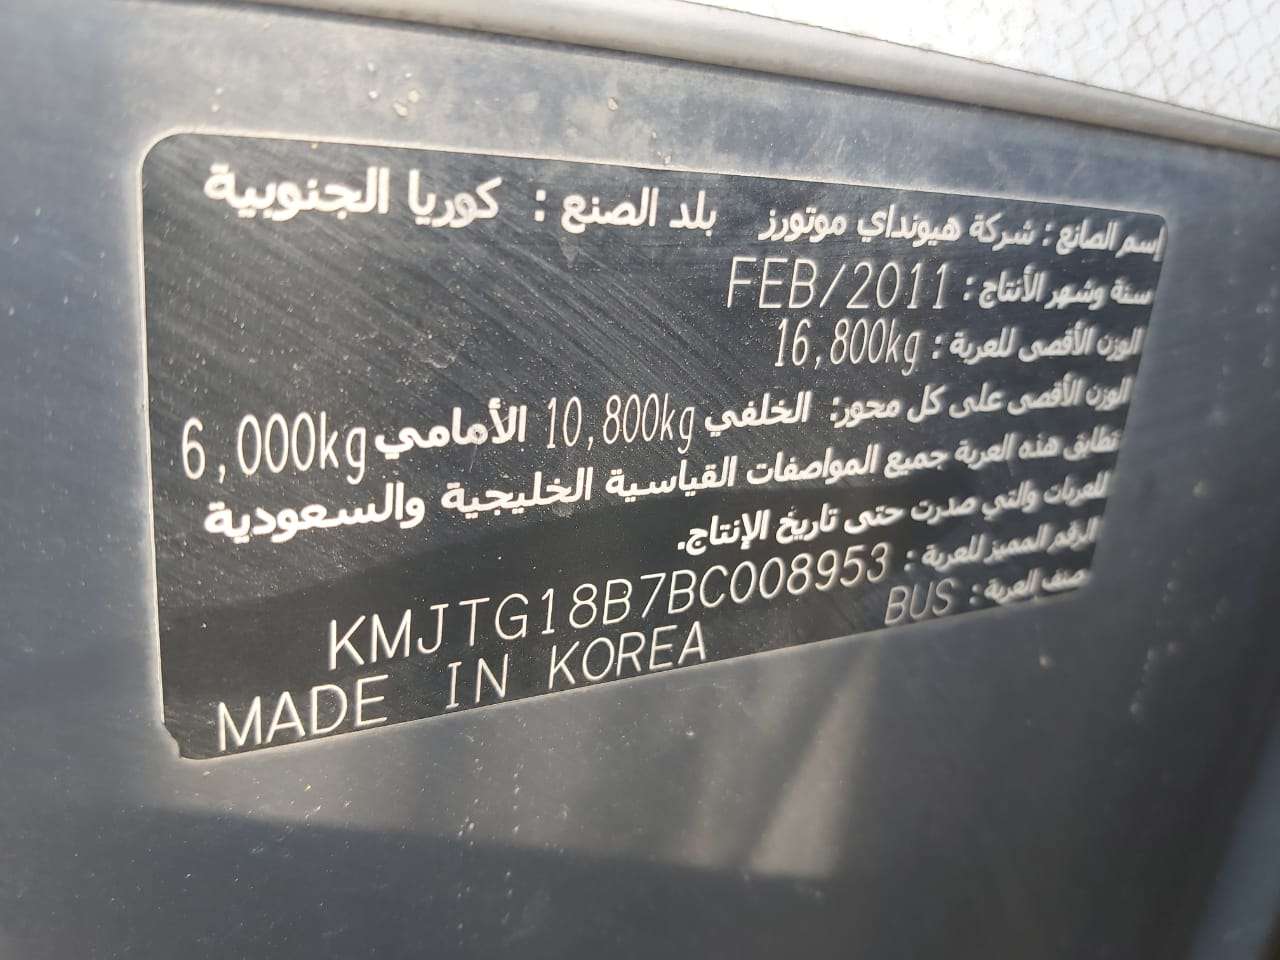 إسم الصانع : شركة هيونداي موتورز بلد الصنع : كوريا الجنوبية
سنة وشهر الأنتاج : FEB/2011
الوزن الأقصى للعربة : 16,800kg
الوزن الأقصى على كل محور: الخلفي 10,800kg الأمامي 6,000kg
تطابق هذه العربة جميع المواصفات القياسية الخليجية والسعودية
للعربات والتي صدرت حتى تاريخ الإنتاج.
الرقم المميز للعربة : KMJTG18B7BC008953
صنف العربة : BUS
MADE IN KOREA